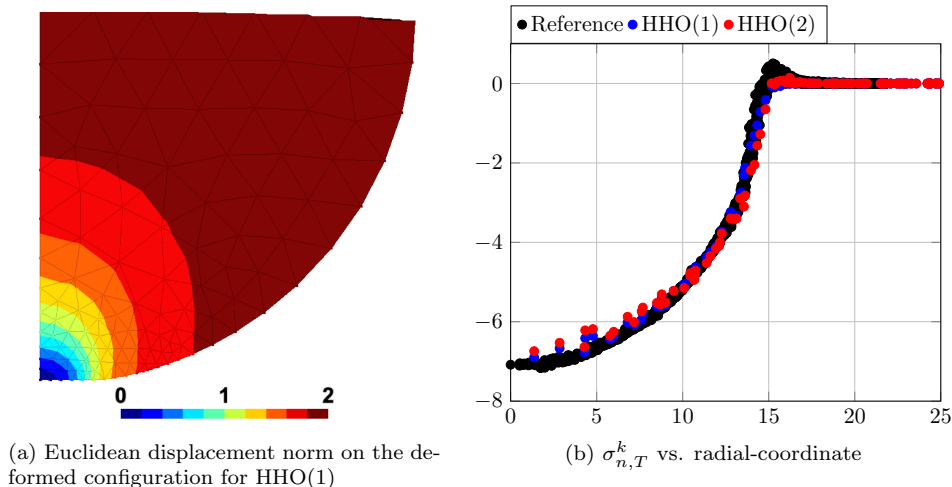 Reference HHO(1) HHO(2)
0
−2
−4
−6
−8
0 5 10 15 20 25
0 1 2
(a) Euclidean displacement norm on the de-
formed configuration for HHO(1)
(b) σ^k_{n,T} vs. radial-coordinate